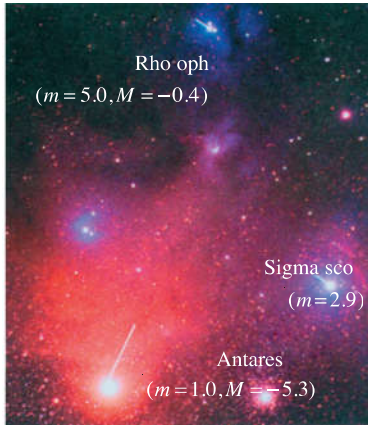 Rho oph
(m = 5.0, M = −0.4)
Sigma sco
(m = 2.9)
Antares
(m = 1.0, M = −5.3)